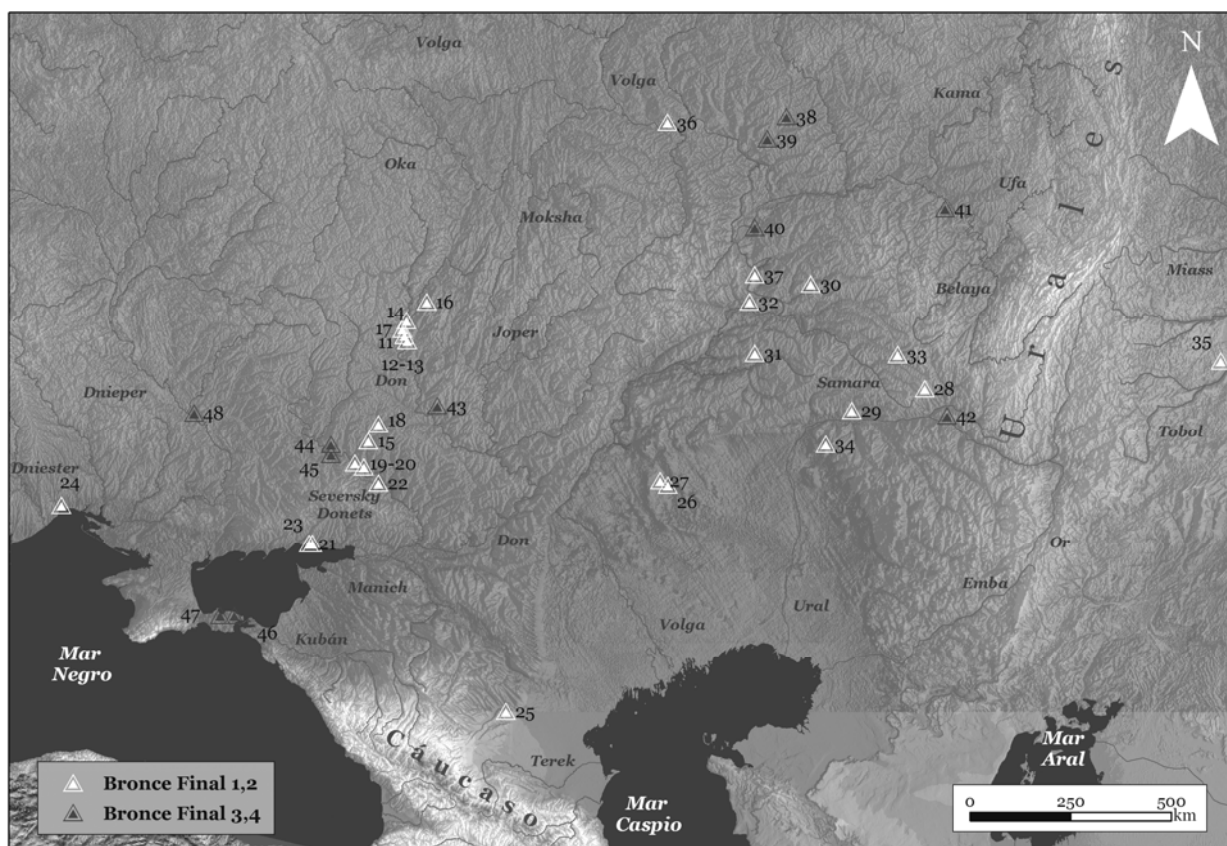 Volga
Volga
Kama
N
36
38
39
Oka
Ufa
Moksha
41
40
Urales
37
30
Miass
Belaya
14
16
32
17
Joper
11
35
12-13
31
33
Don
Samara
28
Dnieper
48
43
29
42
18
Tobol
44
15
34
45
19-20
Dniester
27
22
26
24
Seversky
Donets
23
21
Don
Or
Manich
Emba
Ural
47
46
Kubán
Volga
Mar
Negro
25
Cáucaso
Terek
Mar
Aral
Mar
Caspio
Bronce Final 1,2
Bronce Final 3,4
0 250 500
km